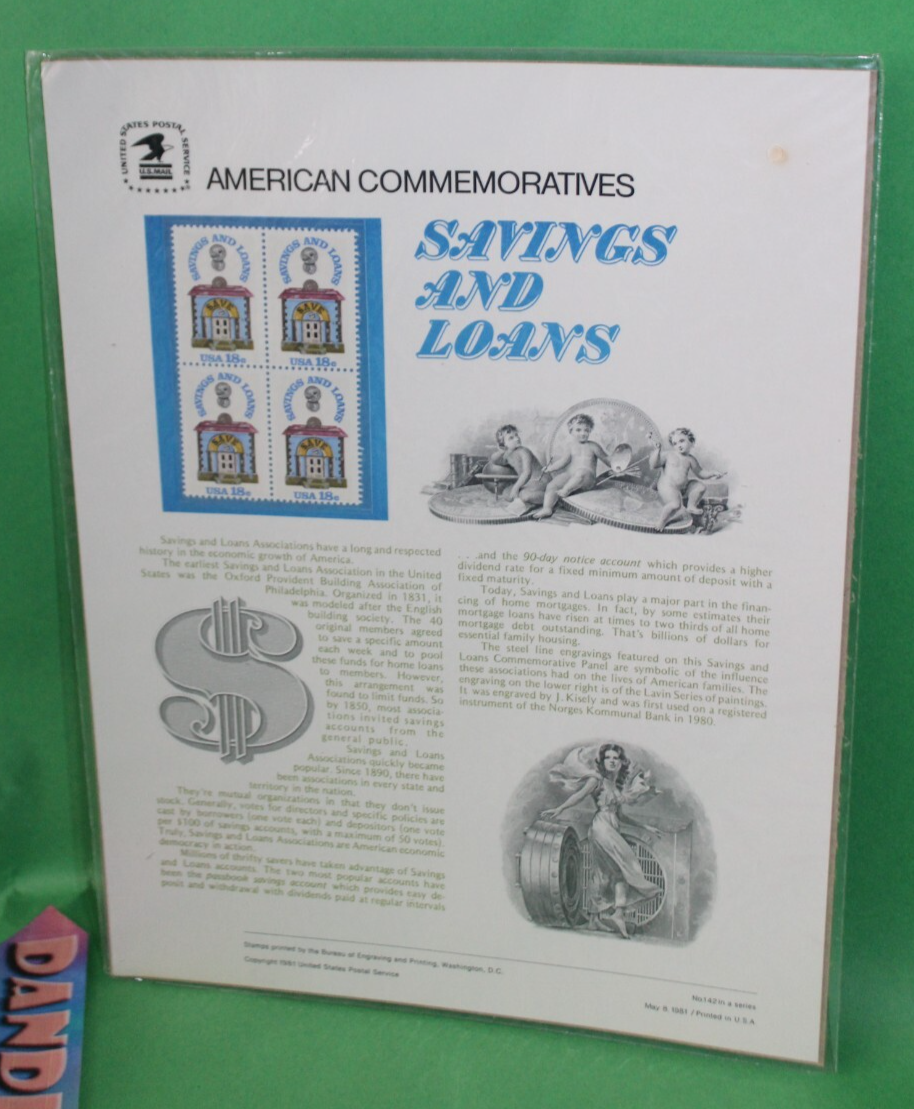 UNITED STATES POSTAL SERVICE
U.S.MAIL
AMERICAN COMMEMORATIVES
SAVINGS AND LOANS
SAVE
USA 18c
SAVINGS AND LOANS
SAVE
USA 18c
SAVINGS AND LOANS
SAVE
USA 18c
SAVINGS AND LOANS
SAVE
USA 18c
SAVINGS
AND
LOANS
Savings and Loans Associations have a long and respected
history in the economic growth of America.
The earliest Savings and Loans Association in the United
States was the Oxford Provident Building Association of
Philadelphia. Organized in 1831, it
was modeled after the English
building society. The 40
original members agreed
to save a specific amount
each week and to pool
these funds for home loans
to members. However,
this arrangement was
found to limit funds. So
by 1850, most associa-
tions invited savings
accounts from the
general public.
Savings and Loans
Associations quickly became
popular. Since 1890, there have
been associations in every state and
territory in the nation.
They're mutual organizations in that they don't issue
stock. Generally, votes for directors and specific policies are
cast by borrowers (one vote each) and depositors (one vote
per $100 of savings accounts, with a maximum of 50 votes).
Truly, Savings and Loans Associations are American economic
democracy in action.
Millions of thrifty savers have taken advantage of Savings
and Loans accounts. The two most popular accounts have
been the passbook savings account which provides easy de-
posit and withdrawal with dividends paid at regular intervals
. . .and the 90-day notice account which provides a higher
dividend rate for a fixed minimum amount of deposit with a
fixed maturity.
Today, Savings and Loans play a major part in the finan-
cing of home mortgages. In fact, by some estimates their
mortgage loans have risen at times to two thirds of all home
mortgage debt outstanding. That's billions of dollars for
essential family housing.
The steel line engravings featured on this Savings and
Loans Commemorative Panel are symbolic of the influence
these associations had on the lives of American families. The
engraving on the lower right is of the Lavin Series of paintings.
It was engraved by J. Kisely and was first used on a registered
instrument of the Norges Kommunal Bank in 1980.
Stamps printed by the Bureau of Engraving and Printing, Washington, D.C.
Copyright 1981 United States Postal Service
No.142 in a series
May 8, 1981 / Printed in U.S.A
DAND